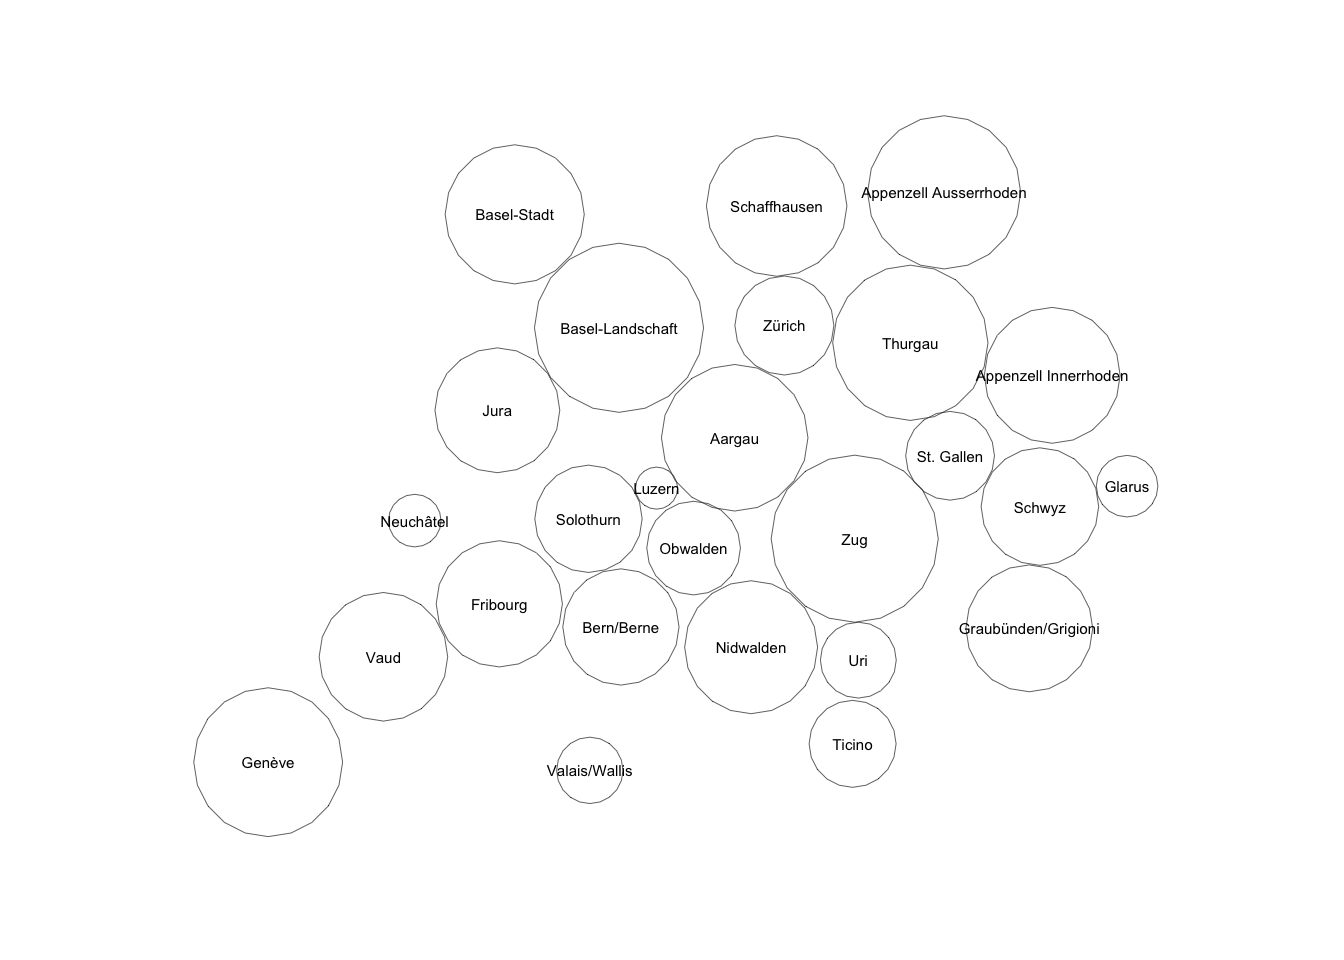 Appenzell Ausserrhoden
Schaffhausen
Basel-Stadt
Zürich
Basel-Landschaft
Thurgau
Appenzell Innerrhoden
Jura
Aargau
St. Gallen
Glarus
Luzern
Schwyz
Solothurn
Neuchâtel
Zug
Obwalden
Fribourg
Bern/Berne
Graubünden/Grigioni
Nidwalden
Vaud
Uri
Ticino
Genève
Valais/Wallis